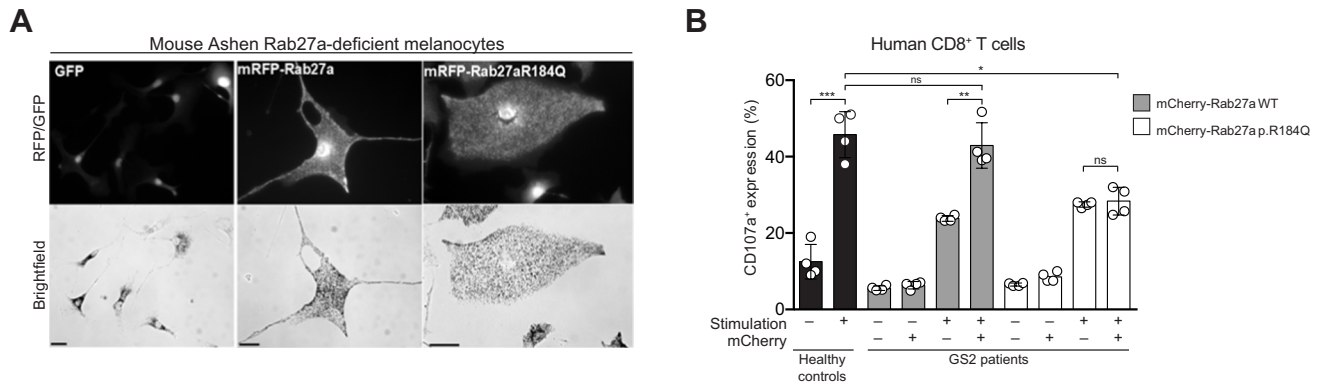 A
Mouse Ashen Rab27a-deficient melanocytes
GFP
mRFP-Rab27a
mRFP-Rab27aR184Q
RFP/GFP
Brightfield
B
Human CD8⁺ T cells
CD107a⁺ expression (%)
60
40
20
0
*
ns
***
**
ns
mCherry-Rab27a WT
mCherry-Rab27a p.R184Q
Stimulation – + – – + + – – + +
mCherry – + – + – + – +
Healthy controls
GS2 patients